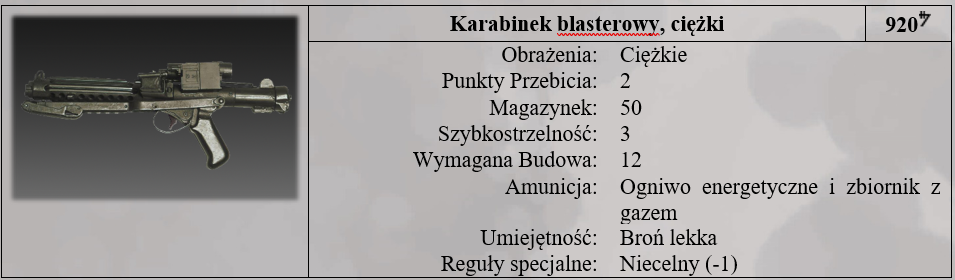 Karabinek blasterowy, ciężki 920
Obrażenia: Ciężkie
Punkty Przebicia: 2
Magazynek: 50
Szybkostrzelność: 3
Wymagana Budowa: 12
Amunicja: Ogniwo energetyczne i zbiornik z
gazem
Umiejętność: Broń lekka
Reguły specjalne: Niecelny (-1)